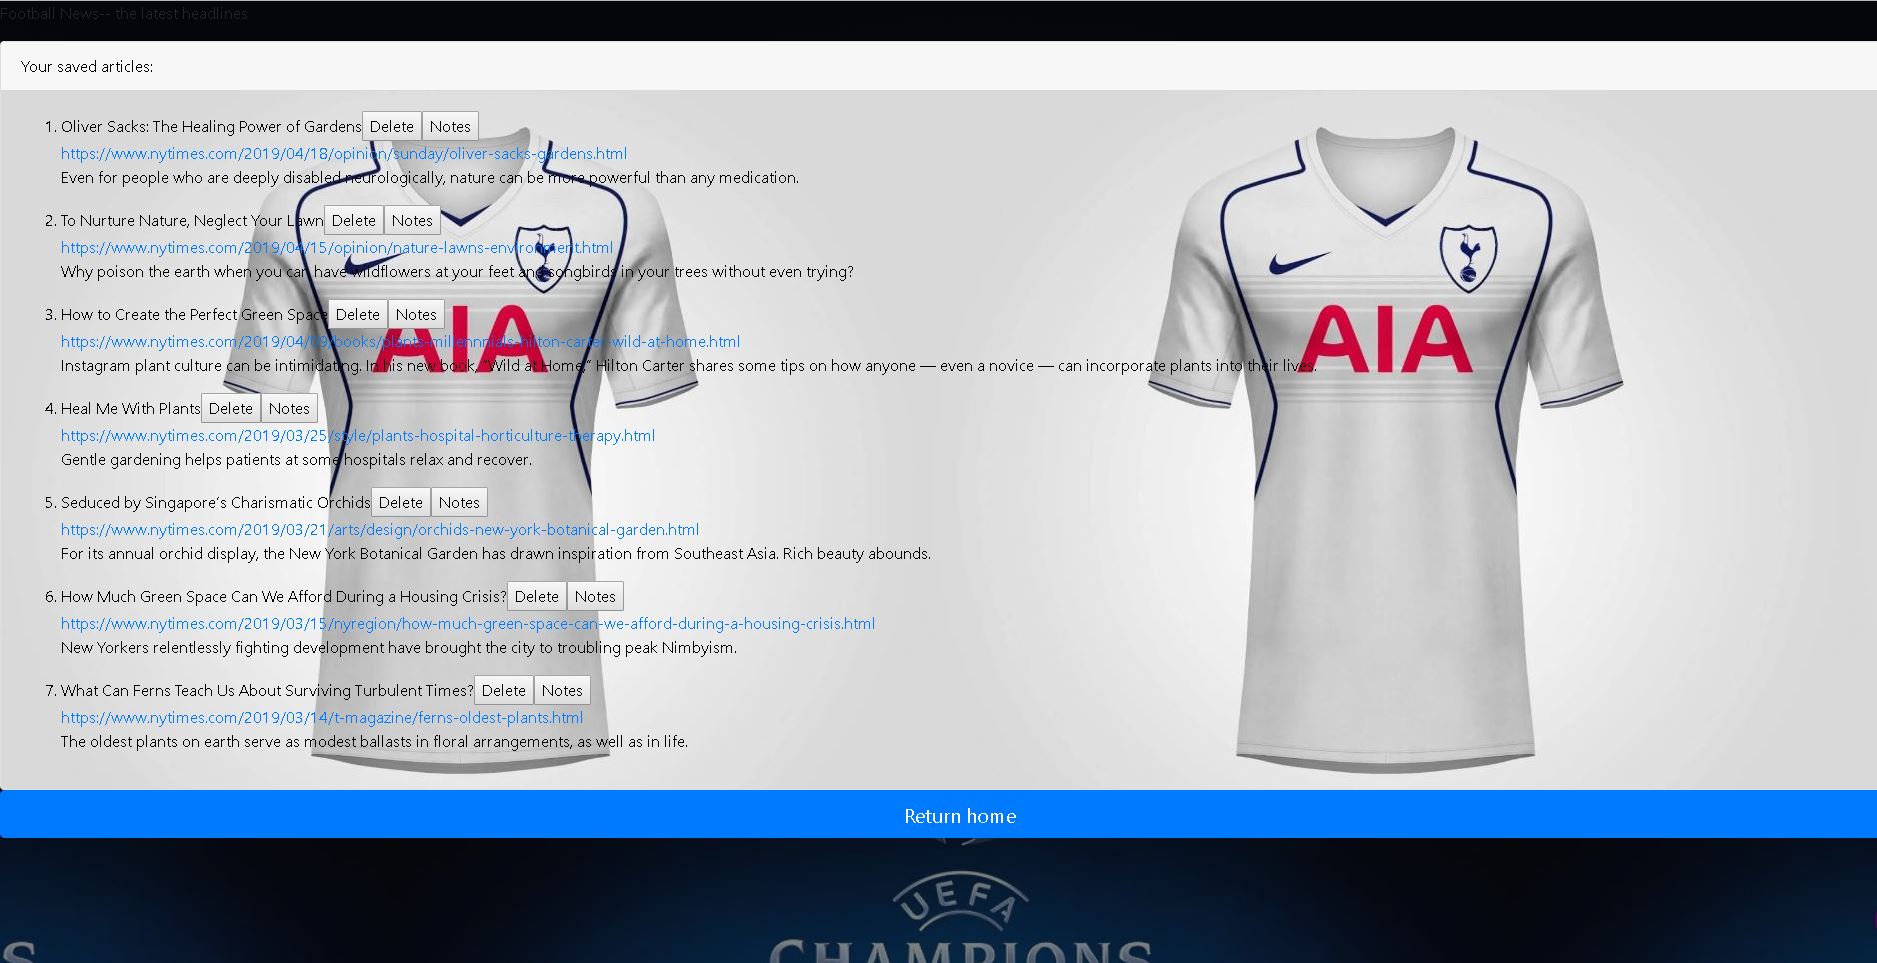 Football News-- the latest headlines
Your saved articles:
1. Oliver Sacks: The Healing Power of Gardens Delete Notes
https://www.nytimes.com/2019/04/18/opinion/sunday/oliver-sacks-gardens.html
Even for people who are deeply disabled neurologically, nature can be more powerful than any medication.
2. To Nurture Nature, Neglect Your Lawn Delete Notes
https://www.nytimes.com/2019/04/15/opinion/nature-lawns-environment.html
Why poison the earth when you can have wildflowers at your feet and songbirds in your trees without even trying?
3. How to Create the Perfect Green Space Delete Notes
https://www.nytimes.com/2019/04/09/books/plants-millennnials-hilton-carter-wild-at-home.html
Instagram plant culture can be intimidating. In his new book, “Wild at Home,” Hilton Carter shares some tips on how anyone — even a novice — can incorporate plants into their lives.
AIA AIA
4. Heal Me With Plants Delete Notes
https://www.nytimes.com/2019/03/25/style/plants-hospital-horticulture-therapy.html
Gentle gardening helps patients at some hospitals relax and recover.
5. Seduced by Singapore’s Charismatic Orchids Delete Notes
https://www.nytimes.com/2019/03/21/arts/design/orchids-new-york-botanical-garden.html
For its annual orchid display, the New York Botanical Garden has drawn inspiration from Southeast Asia. Rich beauty abounds.
6. How Much Green Space Can We Afford During a Housing Crisis? Delete Notes
https://www.nytimes.com/2019/03/15/nyregion/how-much-green-space-can-we-afford-during-a-housing-crisis.html
New Yorkers relentlessly fighting development have brought the city to troubling peak Nimbyism.
7. What Can Ferns Teach Us About Surviving Turbulent Times? Delete Notes
https://www.nytimes.com/2019/03/14/t-magazine/ferns-oldest-plants.html
The oldest plants on earth serve as modest ballasts in floral arrangements, as well as in life.
Return home
UEFA
S CHAMPIONS